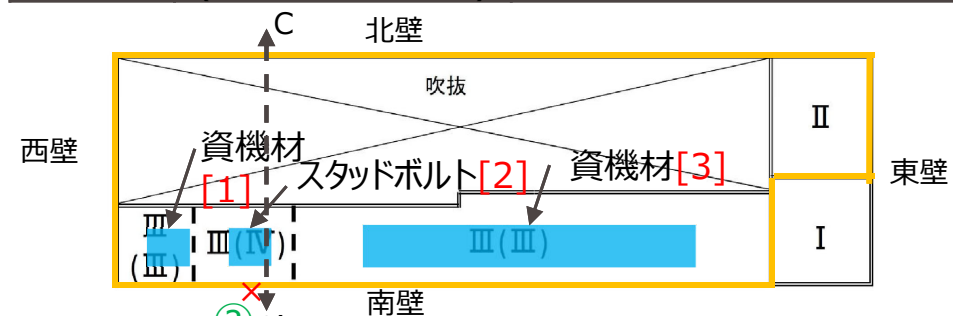 C
北壁
吹抜
Ⅱ
西壁
資機材
[1]
スタッドボルト[2]
資機材[3]
東壁
Ⅲ
(Ⅲ)
Ⅲ(Ⅳ)
Ⅲ(Ⅲ)
Ⅰ
×
南壁